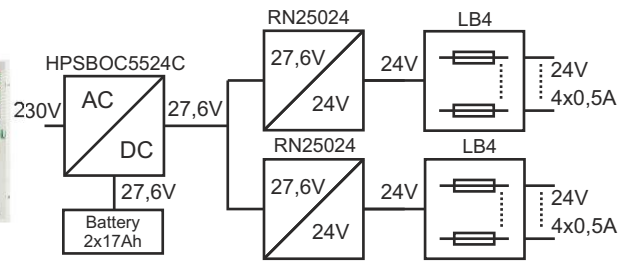 RN25024
LB4
HPSBOC5524C
27,6V
24V
24V
24V
4x0,5A
230V
AC
DC
27,6V
RN25024
LB4
27,6V
Battery
2x17Ah
27,6V
24V
24V
24V
4x0,5A